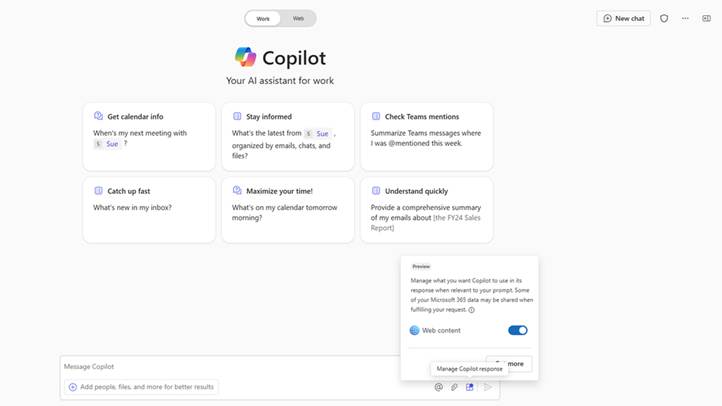 Work
Web
New chat
Copilot
Your AI assistant for work
Get calendar info
When's my next meeting with
S Sue ?
Stay informed
What's the latest from S Sue ,
organized by emails, chats, and
files?
Check Teams mentions
Summarize Teams messages where
I was @mentioned this week.
Catch up fast
What's new in my inbox?
Maximize your time!
What's on my calendar tomorrow
morning?
Understand quickly
Provide a comprehensive summary
of my emails about [the FY24 Sales
Report]
Preview
Manage what you want Copilot to use in its
response when relevant to your prompt. Some
of your Microsoft 365 data may be shared when
fulfilling your request.
Web content
more
Manage Copilot response
Message Copilot
Add people, files, and more for better results